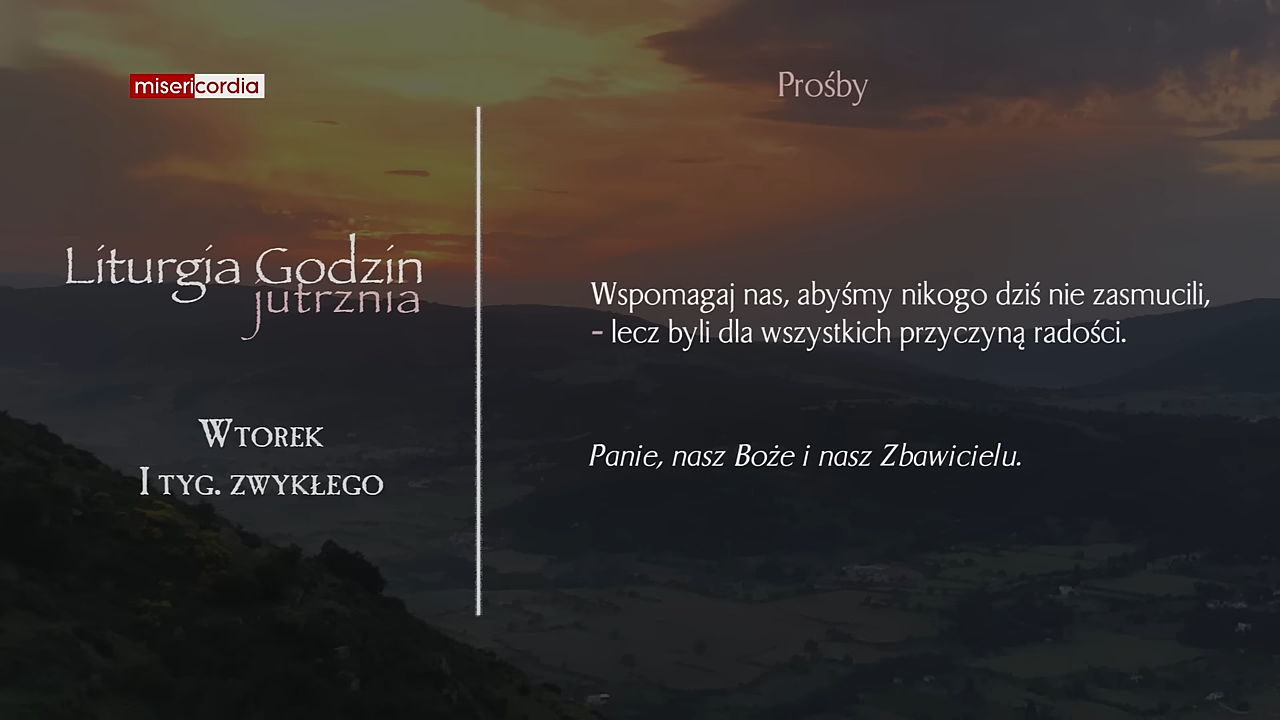 misericordia
Prośby
Liturgia Godzin
jutrznia
Wtorek
I tyg. zwykłego
Wspomagaj nas, abyśmy nikogo dziś nie zasmucili,
- lecz byli dla wszystkich przyczyną radości.
Panie, nasz Boże i nasz Zbawicielu.